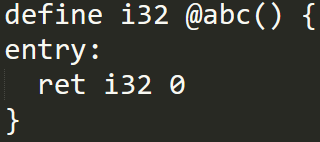 define i32 @abc() {
entry:
  ret i32 0
}